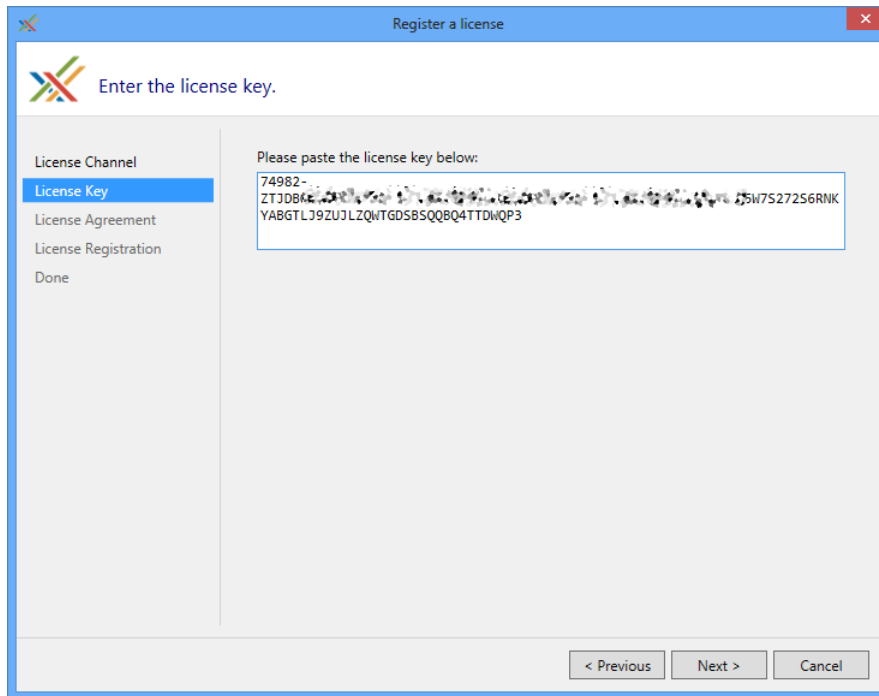 Register a license
Enter the license key.
License Channel
License Key
License Agreement
License Registration
Done
Please paste the license key below:
74982-
ZTJDB 5W7S272S6RNK
YABGTLJ9ZUJLZQWTGDSBSQQBQ4TTDWQP3
< Previous
Next >
Cancel